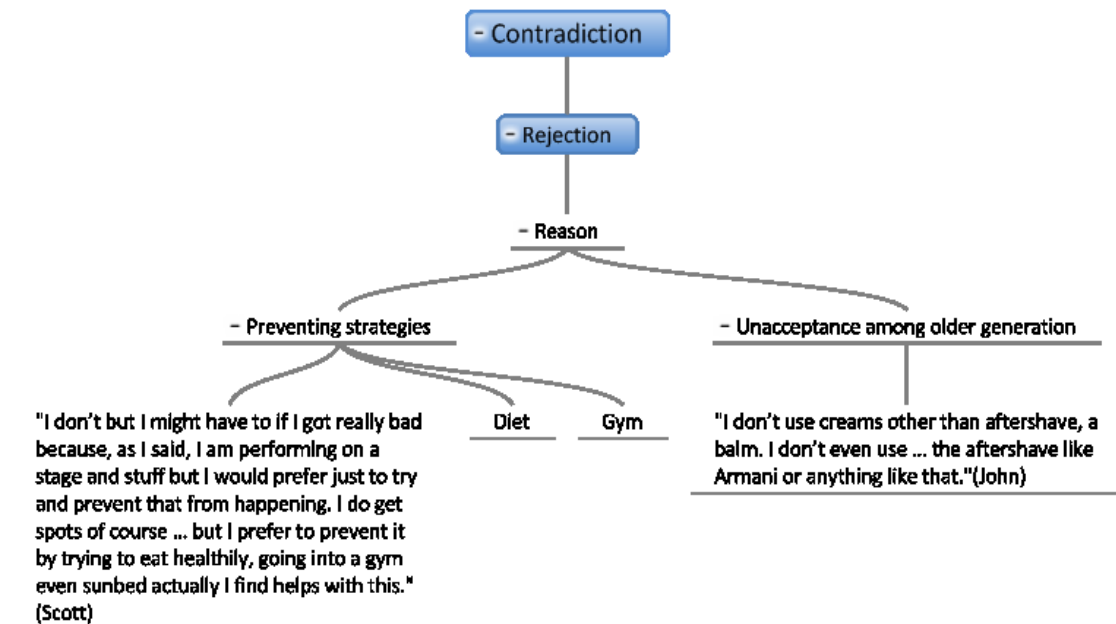 - Contradiction
- Rejection
- Reason
- Preventing strategies
- Unacceptance among older generation
"I don't but I might have to if I got really bad
because, as I said, I am performing on a
stage and stuff but I would prefer just to try
and prevent that from happening. I do get
spots of course ... but I prefer to prevent it
by trying to eat healthily, going into a gym
even sunbed actually I find helps with this."
(Scott)
Diet
Gym
"I don't use creams other than aftershave, a
balm. I don't even use ... the aftershave like
Armani or anything like that."(John)